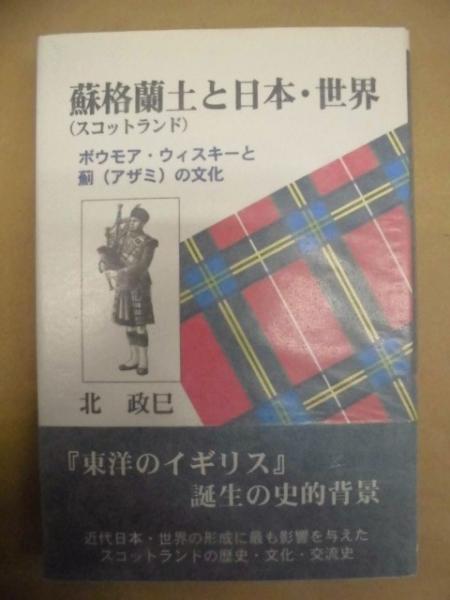 蘇格蘭土と日本・世界
(スコットランド)
ボウモア・ウィスキーと
薊（アザミ）の文化
北 政巳
『東洋のイギリス』
誕生の史的背景
近代日本・世界の形成に最も影響を与えた
スコットランドの歴史・文化・交流史